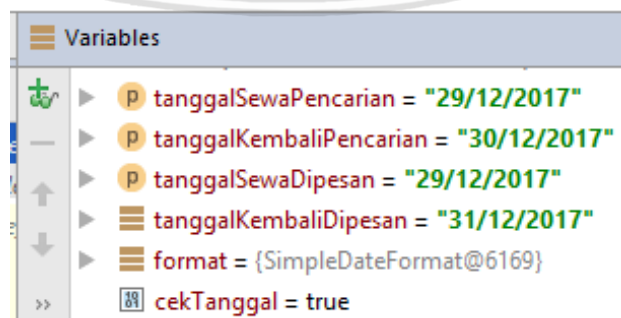 Variables
tanggalSewaPencarian = "29/12/2017"
tanggalKembaliPencarian = "30/12/2017"
tanggalSewaDipesan = "29/12/2017"
tanggalKembaliDipesan = "31/12/2017"
format = {SimpleDateFormat@6169}
cekTanggal = true